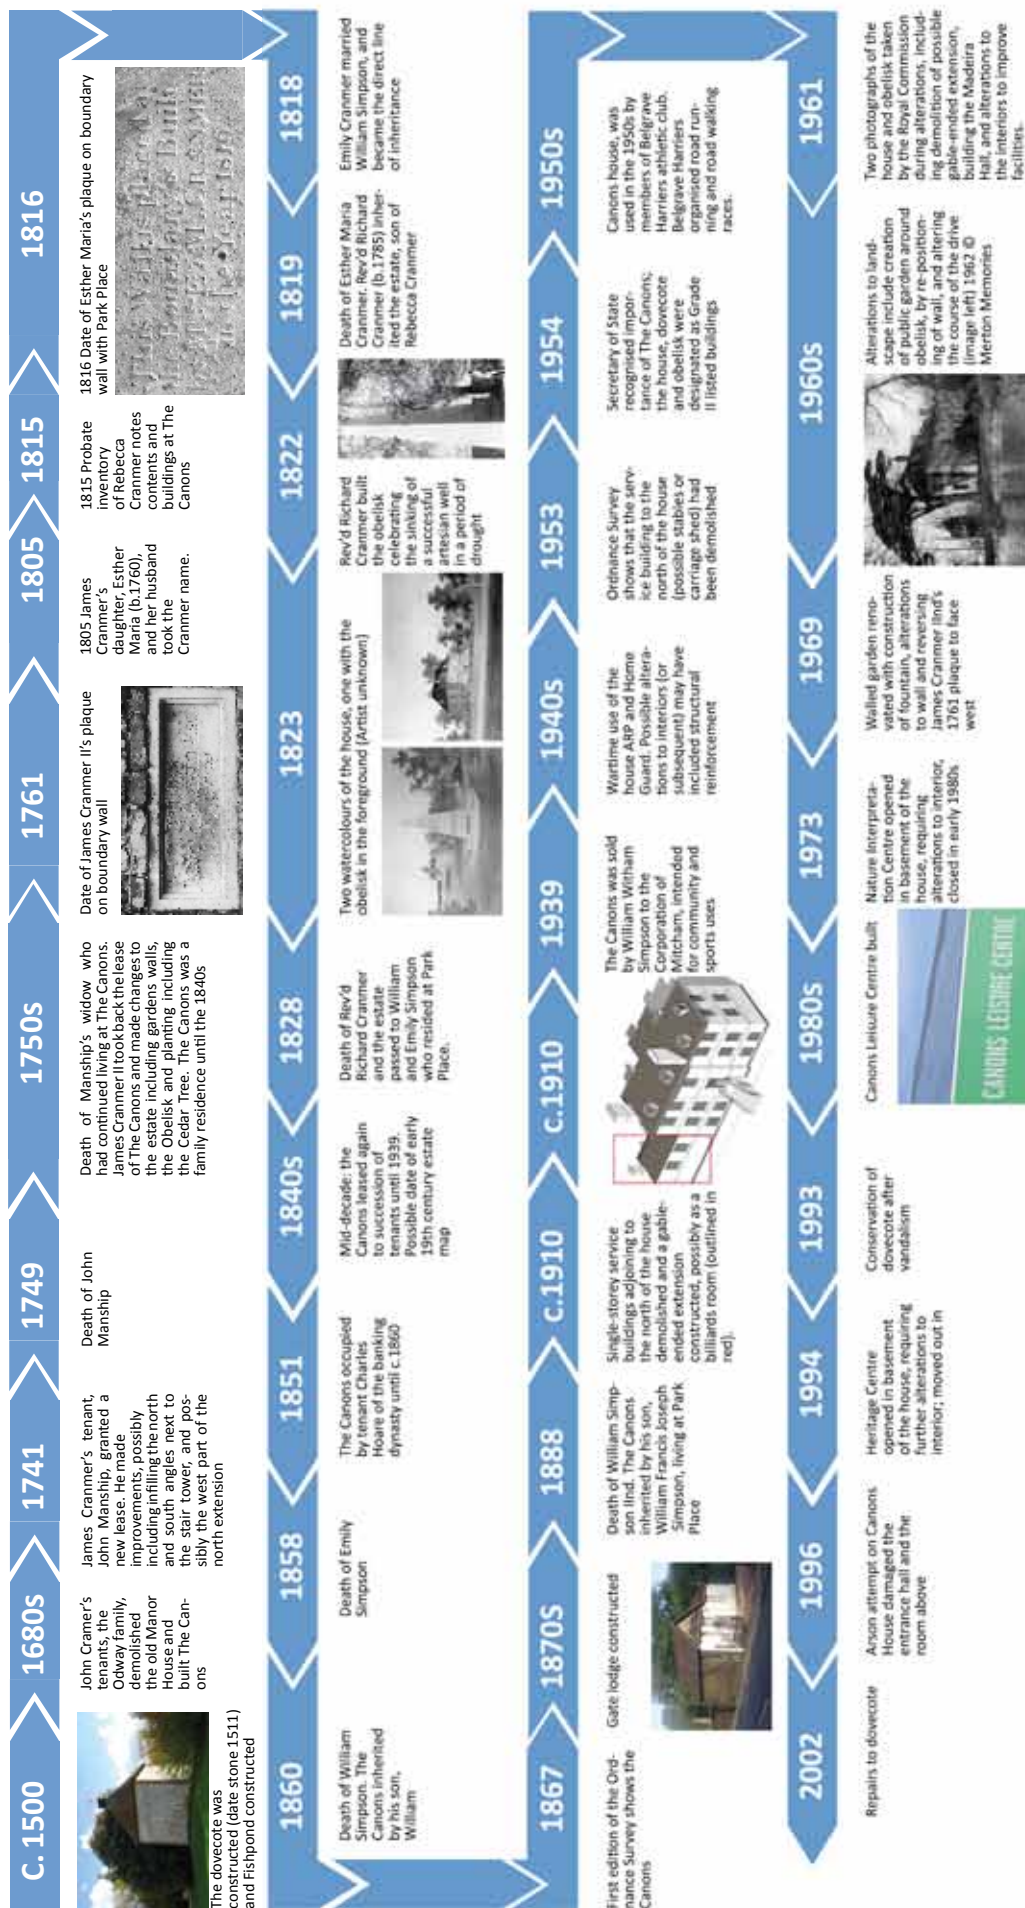 C. 1500
The dovecote was
constructed (date stone 1511)
and Fishpond constructed
1680s
John Cramer's
tenants, the
Odway family,
demolished
the old Manor
House and
built The Can-
ons
1741
James Cranmer's tenant,
John Manship, granted a
new lease. He made
improvements, possibly
including infilling the north
and south angles next to
the stair tower, and pos-
sibly the west part of the
north extension
1749
Death of John
Manship
1750s
Death of Manship's widow who
had continued living at The Canons.
James Cranmer II took back the lease
of The Canons and made changes to
the estate including gardens walls,
the Obelisk and planting including
the Cedar Tree. The Canons was a
family residence until the 1840s
1761
Date of James Cranmer II's plaque
on boundary wall
1805
1805 James
Cranmer's
daughter, Esther
Maria (b.1760),
and her husband
took the
Cranmer name.
1815
1815 Probate
inventory
of Rebecca
Cranmer notes
contents and
buildings at The
Canons
1816
1816 Date of Esther Maria's plaque on boundary
wall with Park Place
1818
Emily Cranmer married
William Simpson, and
became the direct line
of inheritance
1819
Death of Esther Maria
Cranmer. Rev'd Richard
Cranmer (b.1785) inher-
ited the estate, son of
Rebecca Cranmer
1822
Rev'd Richard
Cranmer built
the obelisk
celebrating
the sinking of
a successful
artesian well
in a period of
drought
1823
Two watercolours of the house, one with the
obelisk in the foreground (Artist unknown)
1828
Death of Rev'd
Richard Cranmer
and the estate
passed to William
and Emily Simpson
who resided at Park
Place.
1840s
Mid-decade: the
Canons leased again
to succession of
tenants until 1939.
Possible date of early
19th century estate
map
1851
The Canons occupied
by tenant Charles
Hoare of the banking
dynasty until c.1860
1858
Death of Emily
Simpson
1860
Death of William
Simpson. The
Canons inherited
by his son,
William
1867
First edition of the Ord-
nance Survey shows the
Canons
1870S
Gate lodge constructed
1888
Death of William Simp-
son IInd. The Canons
inherited by his son,
William Francis Joseph
Simpson, living at Park
Place
c.1910
Single-storey service
buildings adjoining to
the north of the house
demolished and a gable-
ended extension
constructed, possibly as a
billiards room (outlined in
red).
c.1910
1939
The Canons was sold
by William Witham
Simpson to the
Corporation of
Mitcham, intended
for community and
sports uses
1940s
Wartime use of the
house ARP and Home
Guard. Possible altera-
tions to interiors (or
subsequent) may have
included structural
reinforcement
1953
Ordnance Survey
shows that the serv-
ice building to the
north of the house
(possible stables or
carriage shed) had
been demolished
1954
Secretary of State
recognised impor-
tance of The Canons;
the house, dovecote
and obelisk were
designated as Grade
II listed buildings
1950s
Canons house, was
used in the 1950s by
members of Belgrave
Harriers athletic club.
Belgrave Harriers
organised road run-
ning and road walking
races.
1961
Two photographs of the
house and obelisk taken
by the Royal Commission
during alterations, includ-
ing demolition of possible
gable-ended extension,
building the Madeira
Hall, and alterations to
the interiors to improve
facilities.
1960s
Alterations to land-
scape include creation
of public garden around
obelisk, by re-position-
ing of wall, and altering
the course of the drive
(image left) 1962 ©
Merton Memories
1969
Walled garden reno-
vated with construction
of fountain, alterations
to wall and reversing
James Cranmer IInd's
1761 plaque to face
west
1973
Nature Interpreta-
tion Centre opened
in basement of the
house, requiring
alterations to interior,
closed in early 1980s
1980s
Canons Leisure Centre built
CANONS LEISURE CENTRE
1993
Conservation of
dovecote after
vandalism
1994
Heritage Centre
opened in basement
of the house, requiring
further alterations to
interior; moved out in
1996
Arson attempt on Canons
House damaged the
entrance hall and the
room above
2002
Repairs to dovecote